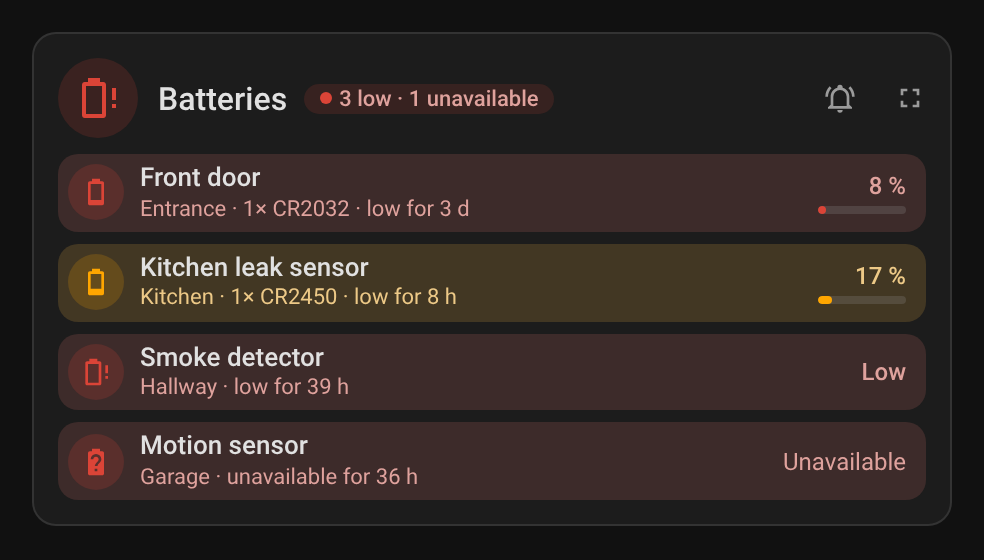 Batteries
3 low · 1 unavailable
Front door
8 %
Entrance · 1× CR2032 · low for 3 d
Kitchen leak sensor
17 %
Kitchen · 1× CR2450 · low for 8 h
Smoke detector
Low
Hallway · low for 39 h
Motion sensor
Unavailable
Garage · unavailable for 36 h